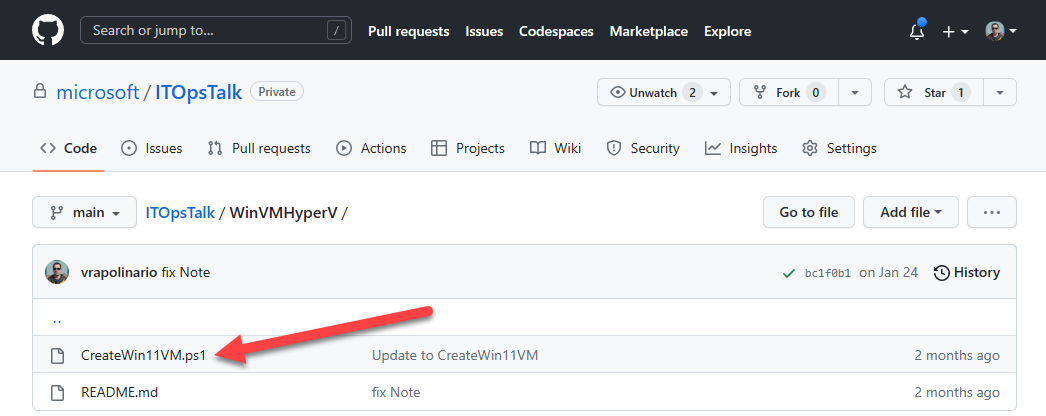 Search or jump to... / Pull requests Issues Codespaces Marketplace Explore
microsoft / ITOpsTalk Private Unwatch 2 Fork 0 Star 1
Code Issues Pull requests Actions Projects Wiki Security Insights Settings
main ITOpsTalk / WinVMHyperV / Go to file Add file ...
vrapolinario fix Note bc1f0b1 on Jan 24 History
..
CreateWin11VM.ps1 Update to CreateWin11VM 2 months ago
README.md fix Note 2 months ago